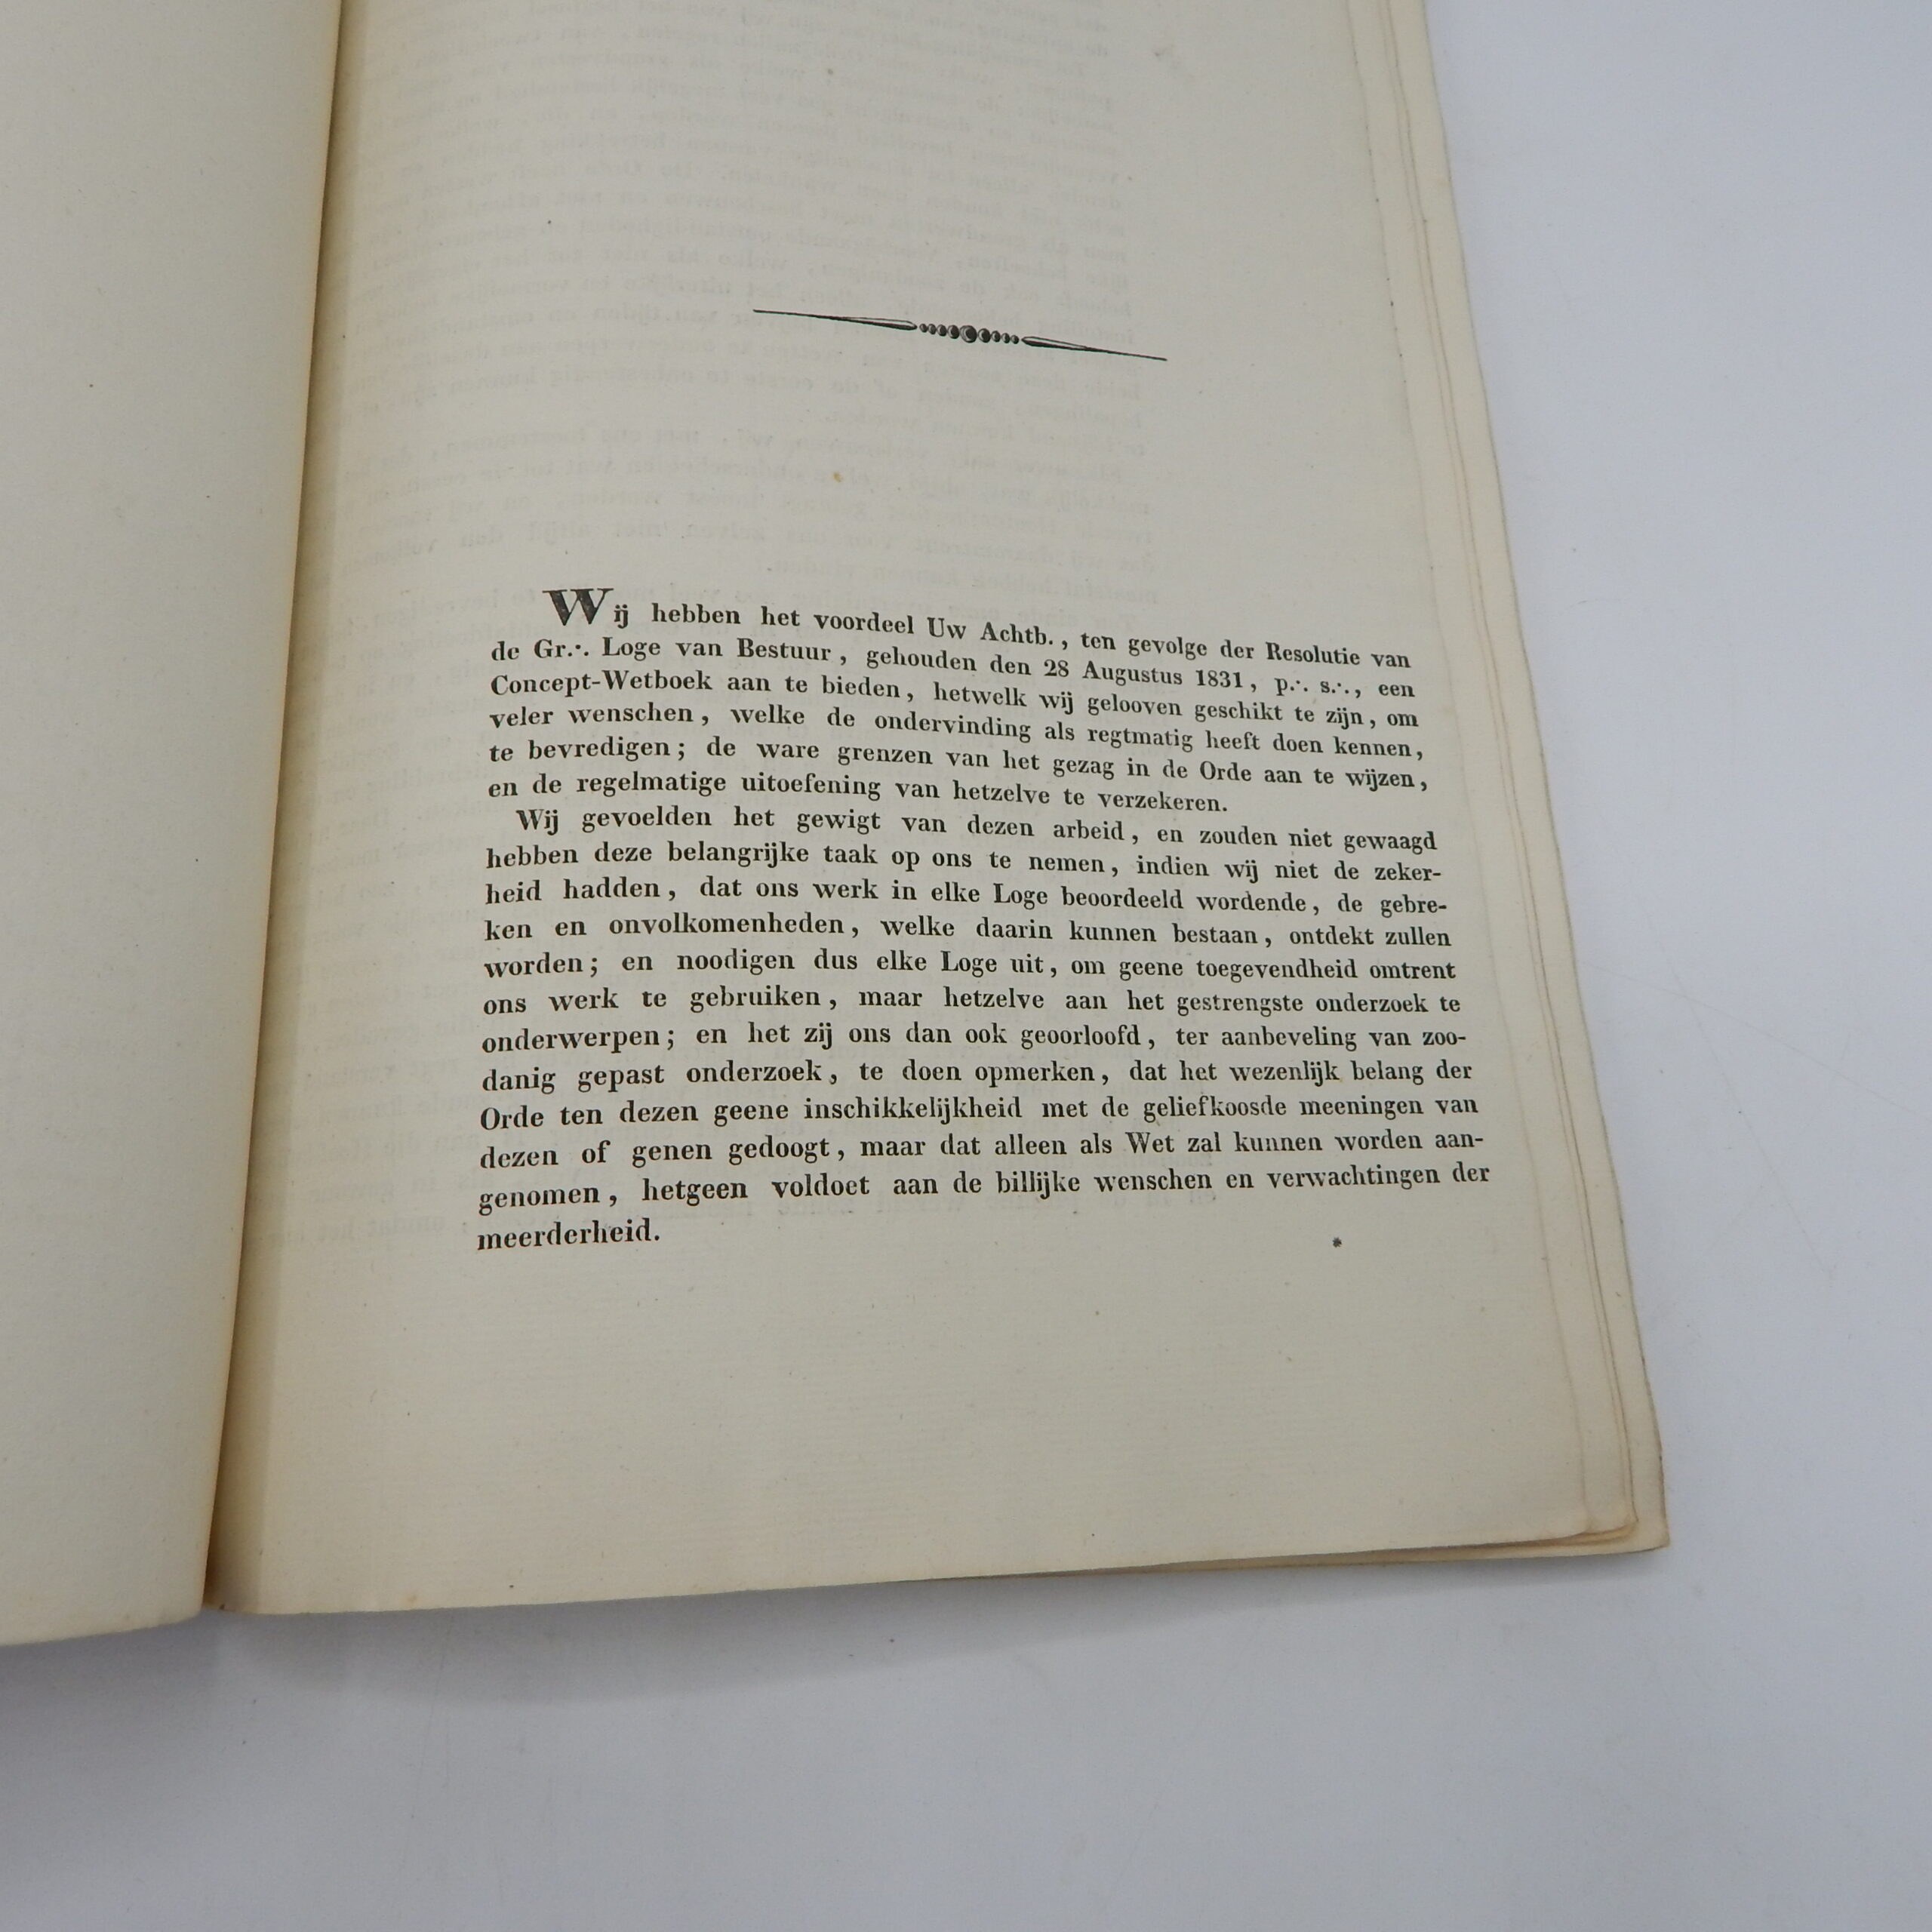 Wij hebben het voordeel Uw Achtb., ten gevolge der Resolutie van
de Gr.·. Loge van Bestuur, gehouden den 28 Augustus 1831, p.·. s.·., een
Concept-Wetboek aan te bieden, hetwelk wij gelooven geschikt te zijn, om
veler wenschen, welke de ondervinding als regtmatig heeft doen kennen,
te bevredigen; de ware grenzen van het gezag in de Orde aan te wijzen,
en de regelmatige uitoefening van hetzelve te verzekeren.
Wij gevoelden het gewigt van dezen arbeid, en zouden niet gewaagd
hebben deze belangrijke taak op ons te nemen, indien wij niet de zeker-
heid hadden, dat ons werk in elke Loge beoordeeld wordende, de gebre-
ken en onvolkomenheden, welke daarin kunnen bestaan, ontdekt zullen
worden; en noodigen dus elke Loge uit, om geene toegevendheid omtrent
ons werk te gebruiken, maar hetzelve aan het gestrengste onderzoek te
onderwerpen; en het zij ons dan ook geoorloofd, ter aanbeveling van zoo-
danig gepast onderzoek, te doen opmerken, dat het wezenlijk belang der
Orde ten dezen geene inschikkelijkheid met de geliefkoosde meeningen van
dezen of genen gedoogt, maar dat alleen als Wet zal kunnen worden aan-
genomen, hetgeen voldoet aan de billijke wenschen en verwachtingen der
meerderheid.